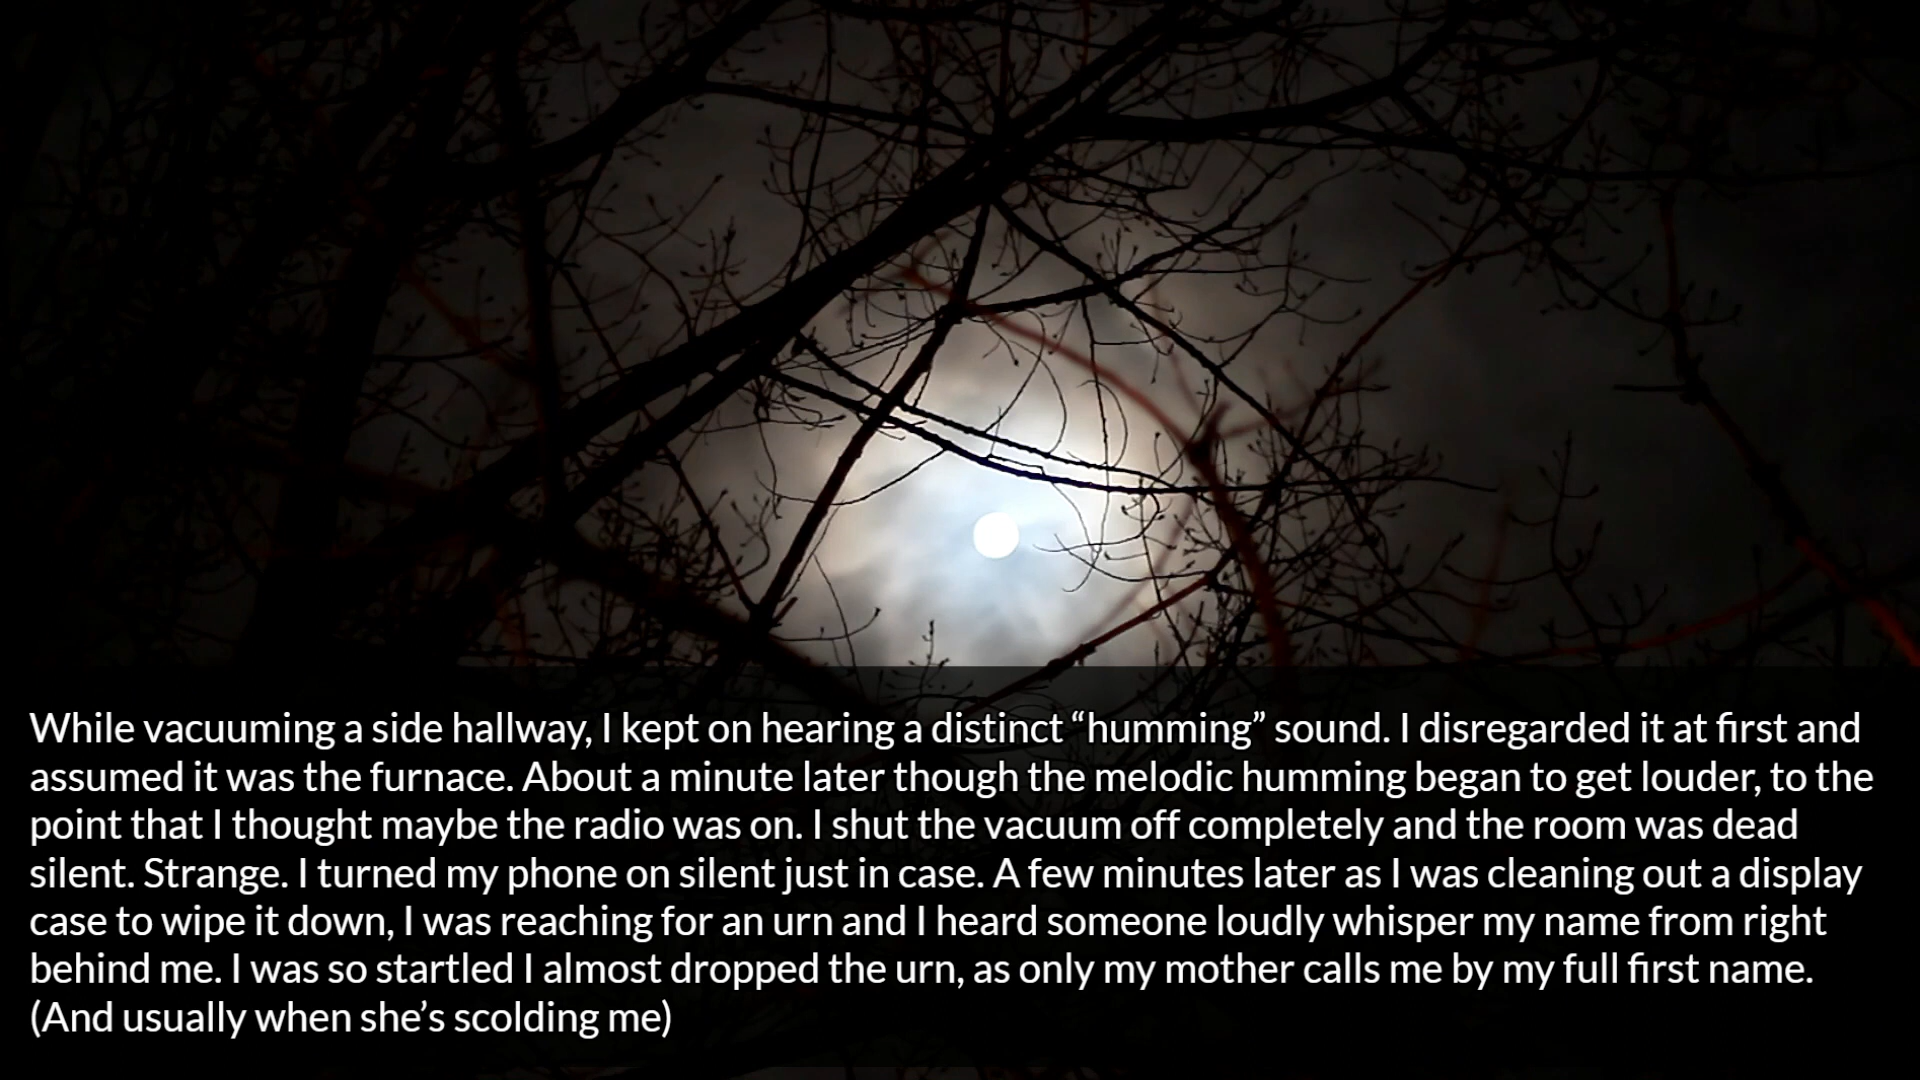 While vacuuming a side hallway, I kept on hearing a distinct “humming” sound. I disregarded it at first and
assumed it was the furnace. About a minute later though the melodic humming began to get louder, to the
point that I thought maybe the radio was on. I shut the vacuum off completely and the room was dead
silent. Strange. I turned my phone on silent just in case. A few minutes later as I was cleaning out a display
case to wipe it down, I was reaching for an urn and I heard someone loudly whisper my name from right
behind me. I was so startled I almost dropped the urn, as only my mother calls me by my full first name.
(And usually when she’s scolding me)